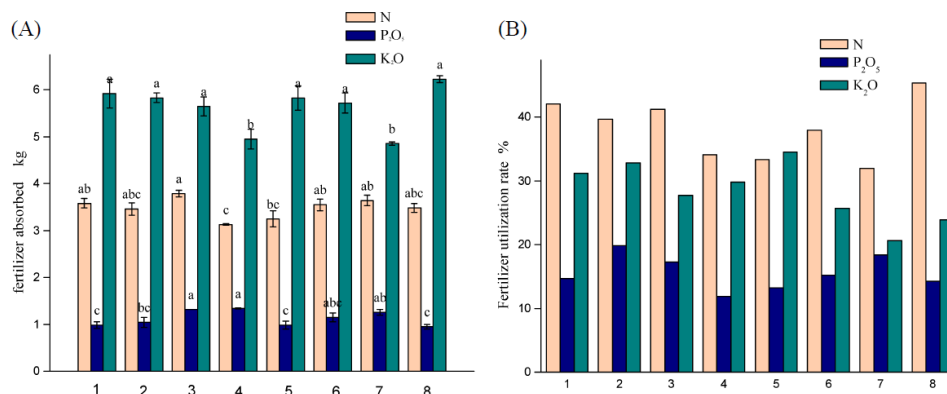 (A)
N
P₂O₅
K₂O
fertilizer absorbed kg
6
5
4
3
2
1
0
ab a c
abc a bc
a a a
c b a
bc a c
ab a abc
ab b ab
abc a c
1 2 3 4 5 6 7 8
(B)
N
P₂O₅
K₂O
Fertilizer utilization rate %
40
30
20
10
0
1 2 3 4 5 6 7 8